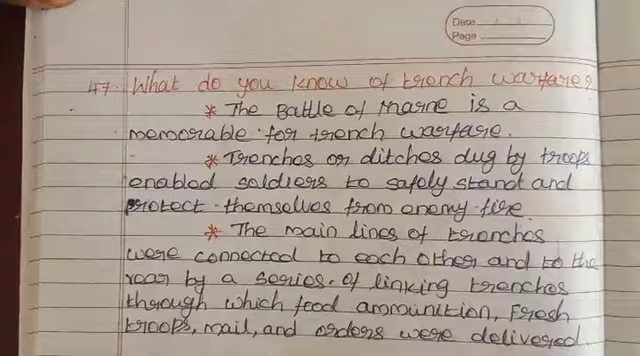 Date
Page
47. What do you know of trench warfare?
* The Battle of Marne is a
memorable for trench warfare.
* Trenches or ditches dug by troops
enabled soldiers to safely stand and
protect themselves from enemy fire.
* The main lines of trenches
were connected to each other and to the
rear by a series of linking trenches
through which food ammunition, Fresh
troops, mail, and orders were delivered.